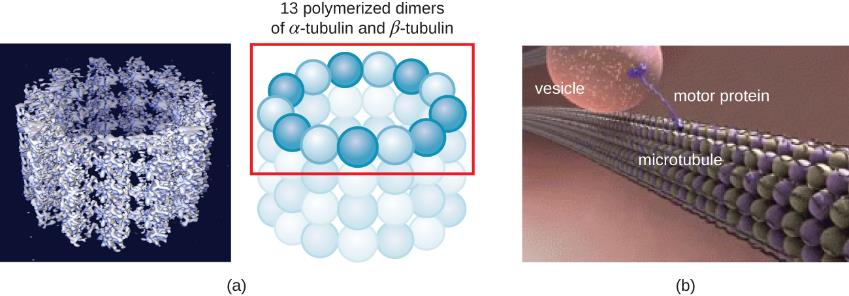 13 polymerized dimers
of α-tubulin and β-tubulin
vesicle
motor protein
microtubule
(a)
(b)